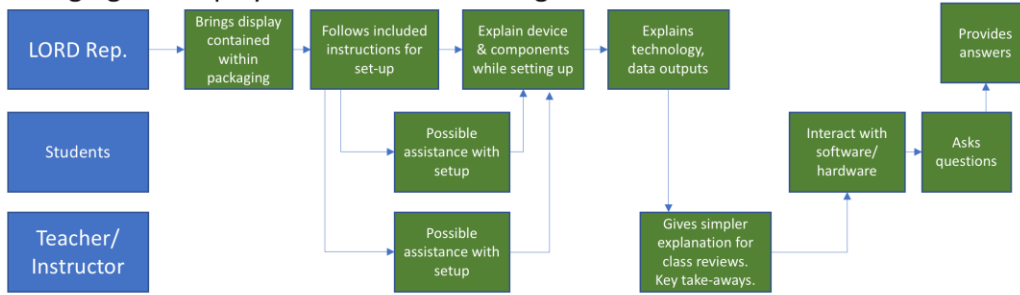 LORD Rep.
Brings display
contained
within
packaging
Follows included
instructions for
set-up
Explain device
& components
while setting up
Explains
technology,
data outputs
Provides
answers
Students
Possible
assistance with
setup
Interact with
software/
hardware
Asks
questions
Teacher/
Instructor
Possible
assistance with
setup
Gives simpler
explanation for
class reviews.
Key take-aways.